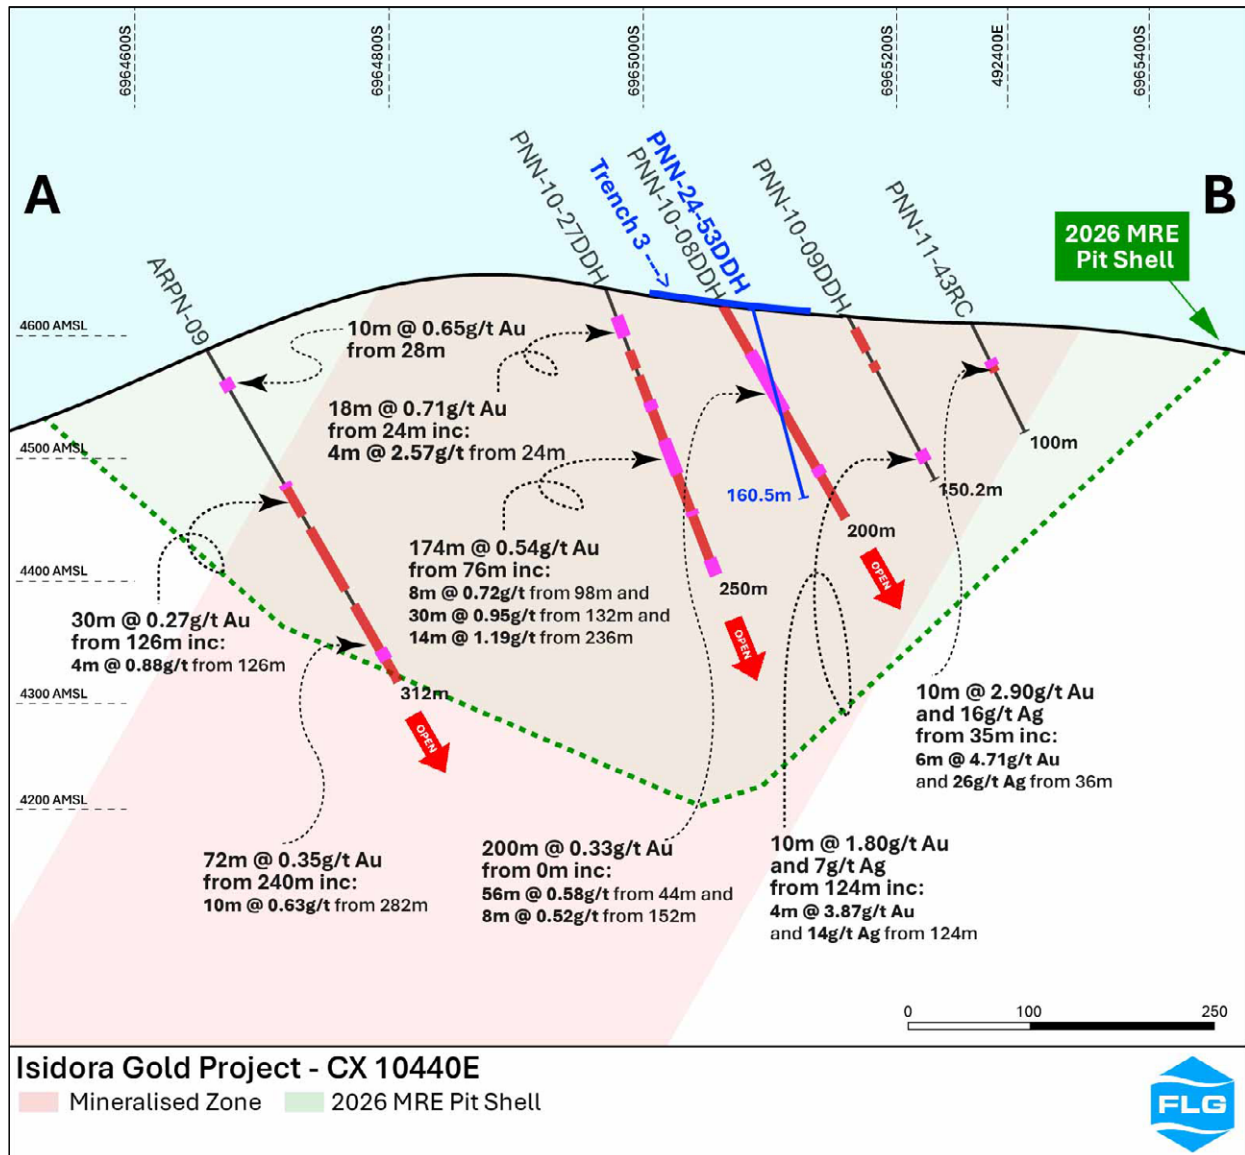 6964600S
6964800S
6965000S
6965200S
492400E
6965400S
A
B
ARPN-09
PNN-10-27DDH
Trench 3 ---->
PNN-10-08DDH
PNN-24-53DDH
PNN-10-09DDH
PNN-11-43RC
2026 MRE
Pit Shell
4600 AMSL
4500 AMSL
4400 AMSL
4300 AMSL
4200 AMSL
10m @ 0.65g/t Au
from 28m
18m @ 0.71g/t Au
from 24m inc:
4m @ 2.57g/t from 24m
174m @ 0.54g/t Au
from 76m inc:
8m @ 0.72g/t from 98m and
30m @ 0.95g/t from 132m and
14m @ 1.19g/t from 236m
30m @ 0.27g/t Au
from 126m inc:
4m @ 0.88g/t from 126m
72m @ 0.35g/t Au
from 240m inc:
10m @ 0.63g/t from 282m
200m @ 0.33g/t Au
from 0m inc:
56m @ 0.58g/t from 44m and
8m @ 0.52g/t from 152m
10m @ 1.80g/t Au
and 7g/t Ag
from 124m inc:
4m @ 3.87g/t Au
and 14g/t Ag from 124m
10m @ 2.90g/t Au
and 16g/t Ag
from 35m inc:
6m @ 4.71g/t Au
and 26g/t Ag from 36m
312m
250m
160.5m
200m
150.2m
100m
OPEN
OPEN
OPEN
0 100 250
Isidora Gold Project - CX 10440E
Mineralised Zone
2026 MRE Pit Shell
FLG